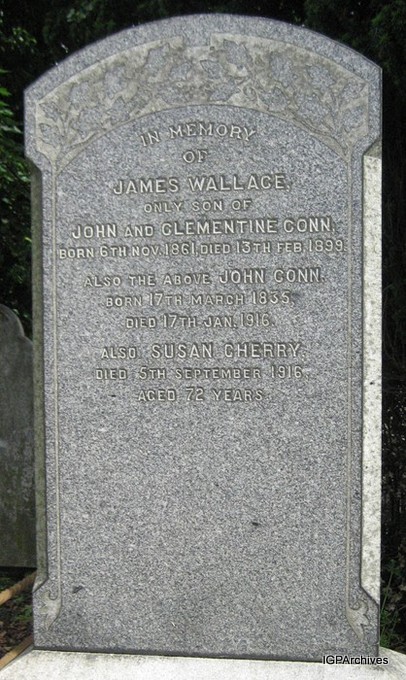 IN MEMORY
OF
JAMES WALLACE,
ONLY SON OF
JOHN AND CLEMENTINE CONN,
BORN 6TH NOV. 1861, DIED 13TH FEB. 1899.
ALSO THE ABOVE JOHN CONN.
BORN 17TH MARCH 1835,
DIED 17TH JAN. 1916.
ALSO SUSAN CHERRY
DIED 5TH SEPTEMBER 1916,
AGED 72 YEARS
IGPArchives